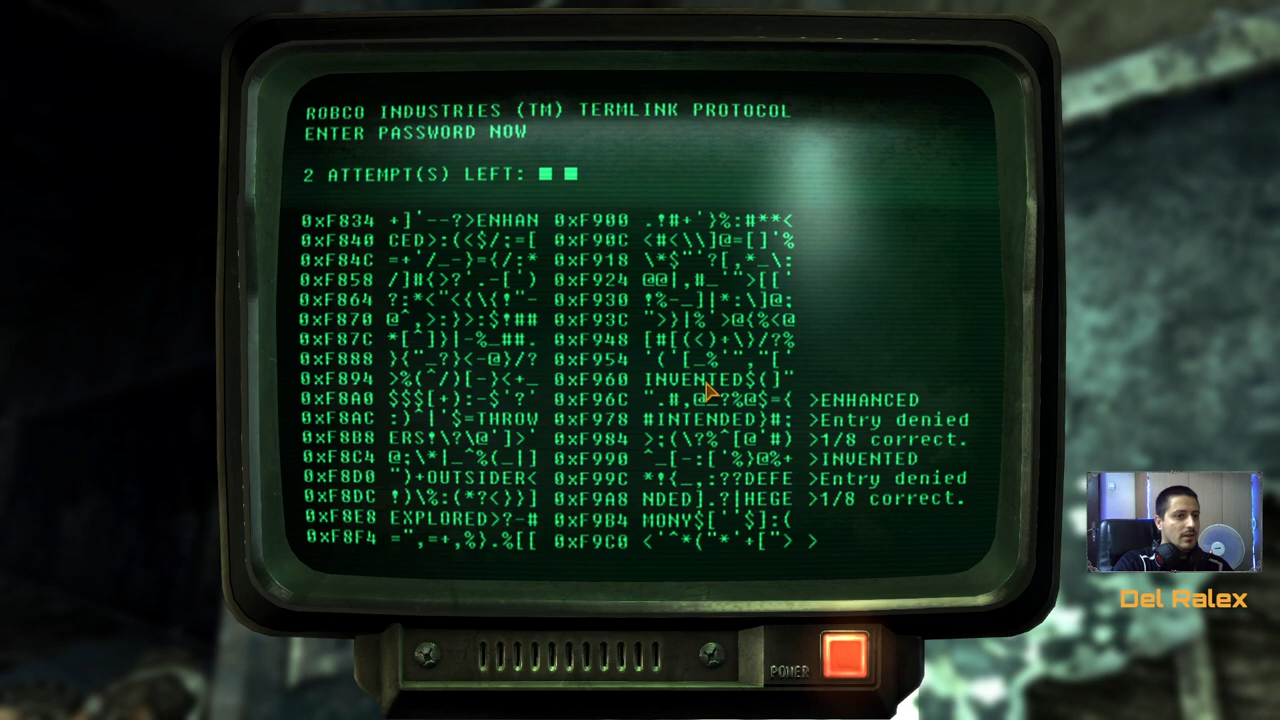 ROBCO INDUSTRIES (TM) TERMLINK PROTOCOL
ENTER PASSWORD NOW
2 ATTEMPT(S) LEFT: ■ ■
0xF834 +]'--?>ENHAN
0xF840 CED>:(<$/;=[
0xF84C =+'/_-}={/:*
0xF858 /]#{>?'.-[`)
0xF864 ?:*<"<{\{!"-
0xF870 @^,>:}>:$!##
0xF87C *[^]}|-%_##.
0xF888 }{"_?}<-@}/?
0xF894 >%(^/)[-}<+_
0xF8A0 $$$[+):-$'?'
0xF8AC :)^|'$=THROW
0xF8B8 ERS!\?\@']>`
0xF8C4 @;\*|_^%(_|]
0xF8D0 ")+OUTSIDER<
0xF8DC !)\%:(*?<}}]
0xF8E8 EXPLORED>?-#
0xF8F4 =",=+,%}.%[[
0xF900 .!#+'}%:#**<
0xF90C <#<\\]@=[]'%
0xF918 \*$"`?[,*_\:
0xF924 @@|,#_'">[['
0xF930 !%-_]|*:\]@;
0xF93C ">}|%`>@{%<@
0xF948 [#[(<)+\}/?%
0xF954 '('[_%'","['
0xF960 INVENTED$(]"
0xF96C ".#,@_?%@$={
0xF978 #INTENDED}#;
0xF984 >;(\?%^[@'#)
0xF990 ^_[-:['%}@%+
0xF99C *!{_,:??DEFE
0xF9A8 NDED].?|HEGE
0xF9B4 MONY$['`$]:(
0xF9C0 <'^*("*'+["> >
>ENHANCED
>Entry denied
>1/8 correct.
>INVENTED
>Entry denied
>1/8 correct.
POWER
Del Ralex